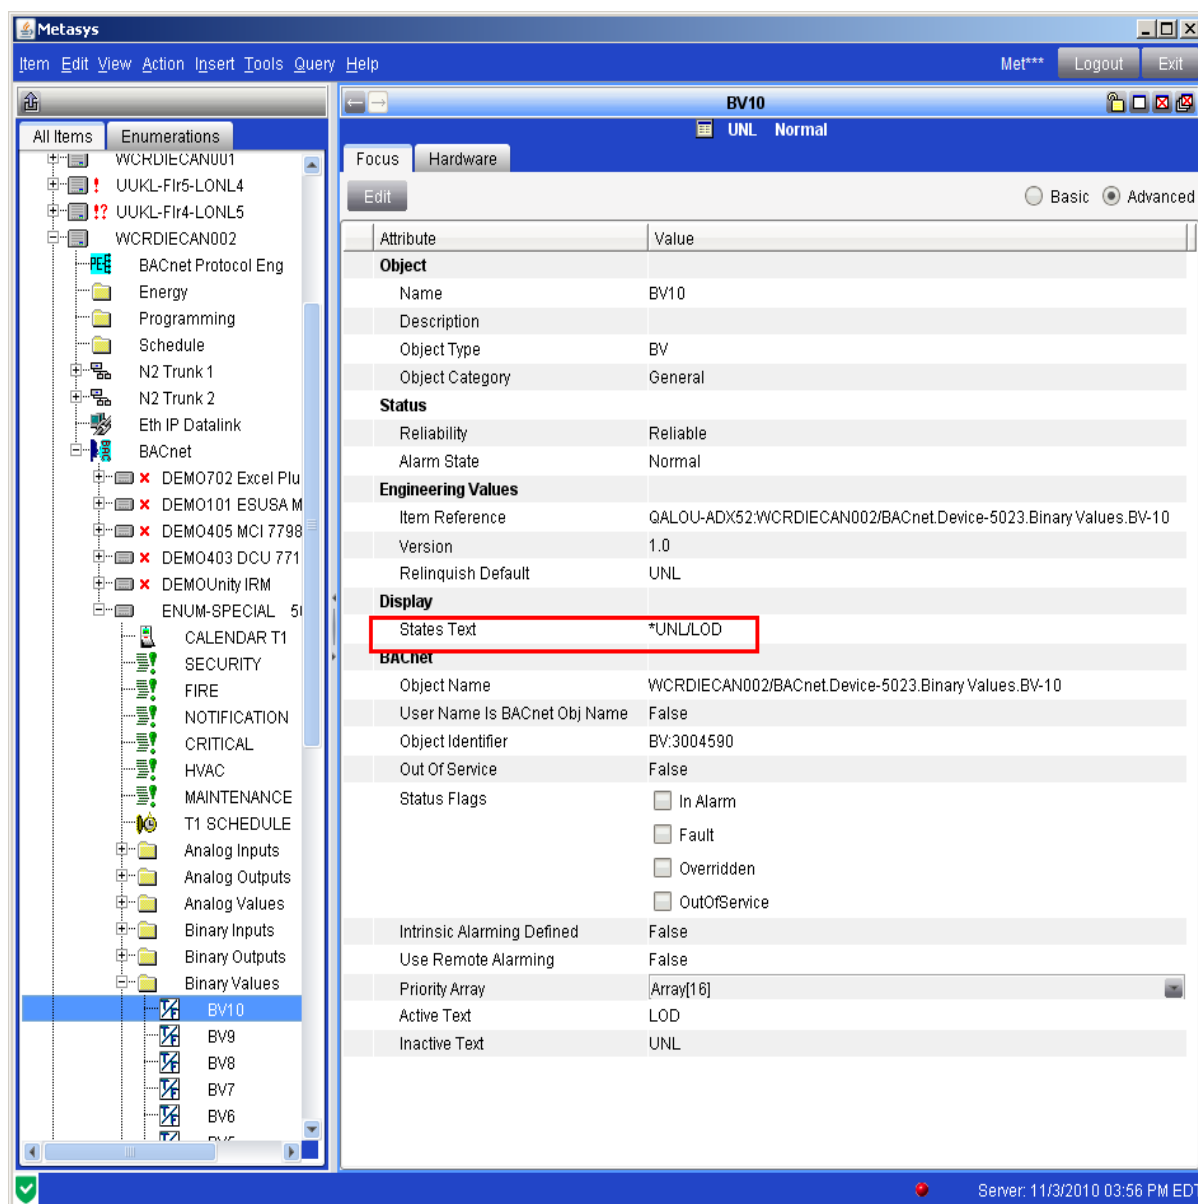 Metasys
Item Edit View Action Insert Tools Query Help Met*** Logout Exit
BV10
UNL Normal
All Items Enumerations
WCRDIECAN001
UUKL-Flr5-LONL4
UUKL-Flr4-LONL5
WCRDIECAN002
BACnet Protocol Eng
Energy
Programming
Schedule
N2 Trunk 1
N2 Trunk 2
Eth IP Datalink
BACnet
DEMO702 Excel Plu
DEMO101 ESUSA M
DEMO405 MCI 7798
DEMO403 DCU 771
DEMOUnity IRM
ENUM-SPECIAL
CALENDAR T1
SECURITY
FIRE
NOTIFICATION
CRITICAL
HVAC
MAINTENANCE
T1 SCHEDULE
Analog Inputs
Analog Outputs
Analog Values
Binary Inputs
Binary Outputs
Binary Values
BV10
BV9
BV8
BV7
BV6
Focus Hardware
Edit Basic Advanced
Attribute Value
Object
Name BV10
Description
Object Type BV
Object Category General
Status
Reliability Reliable
Alarm State Normal
Engineering Values
Item Reference QALOU-ADX52:WCRDIECAN002/BACnet.Device-5023.Binary Values.BV-10
Version 1.0
Relinquish Default UNL
Display
States Text *UNL/LOD
BACnet
Object Name WCRDIECAN002/BACnet.Device-5023.Binary Values.BV-10
User Name Is BACnet Obj Name False
Object Identifier BV:3004590
Out Of Service False
Status Flags In Alarm
Fault
Overridden
OutOfService
Intrinsic Alarming Defined False
Use Remote Alarming False
Priority Array Array[16]
Active Text LOD
Inactive Text UNL
Server: 11/3/2010 03:56 PM EDT